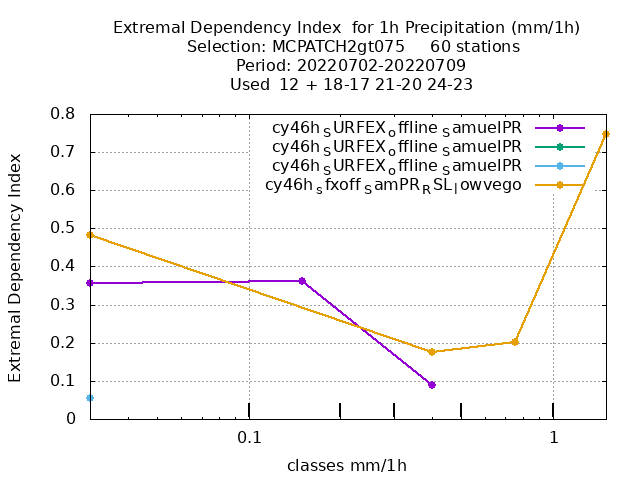 Extremal Dependency Index  for 1h Precipitation (mm/1h)
Selection: MCPATCH2gt075     60 stations
Period: 20220702-20220709
Used  12 + 18-17 21-20 24-23
cy46h_SURFEX_offline_SamuelPR
cy46h_SURFEX_offline_SamuelPR
cy46h_SURFEX_offline_SamuelPR
cy46h_sfxoff_SamPR_RSL_lowvego
Extremal Dependency Index
0.8
0.7
0.6
0.5
0.4
0.3
0.2
0.1
0
0.1
1
classes mm/1h